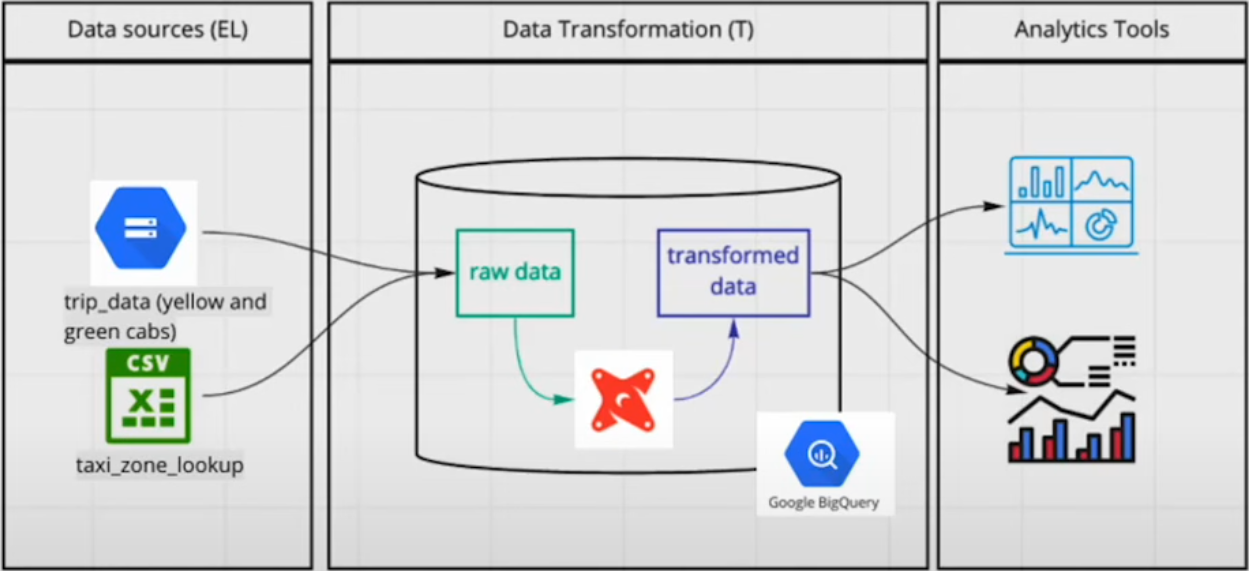 Data sources (EL)
Data Transformation (T)
Analytics Tools
trip_data (yellow and
green cabs)
CSV
X
taxi_zone_lookup
raw data
transformed
data
Google BigQuery